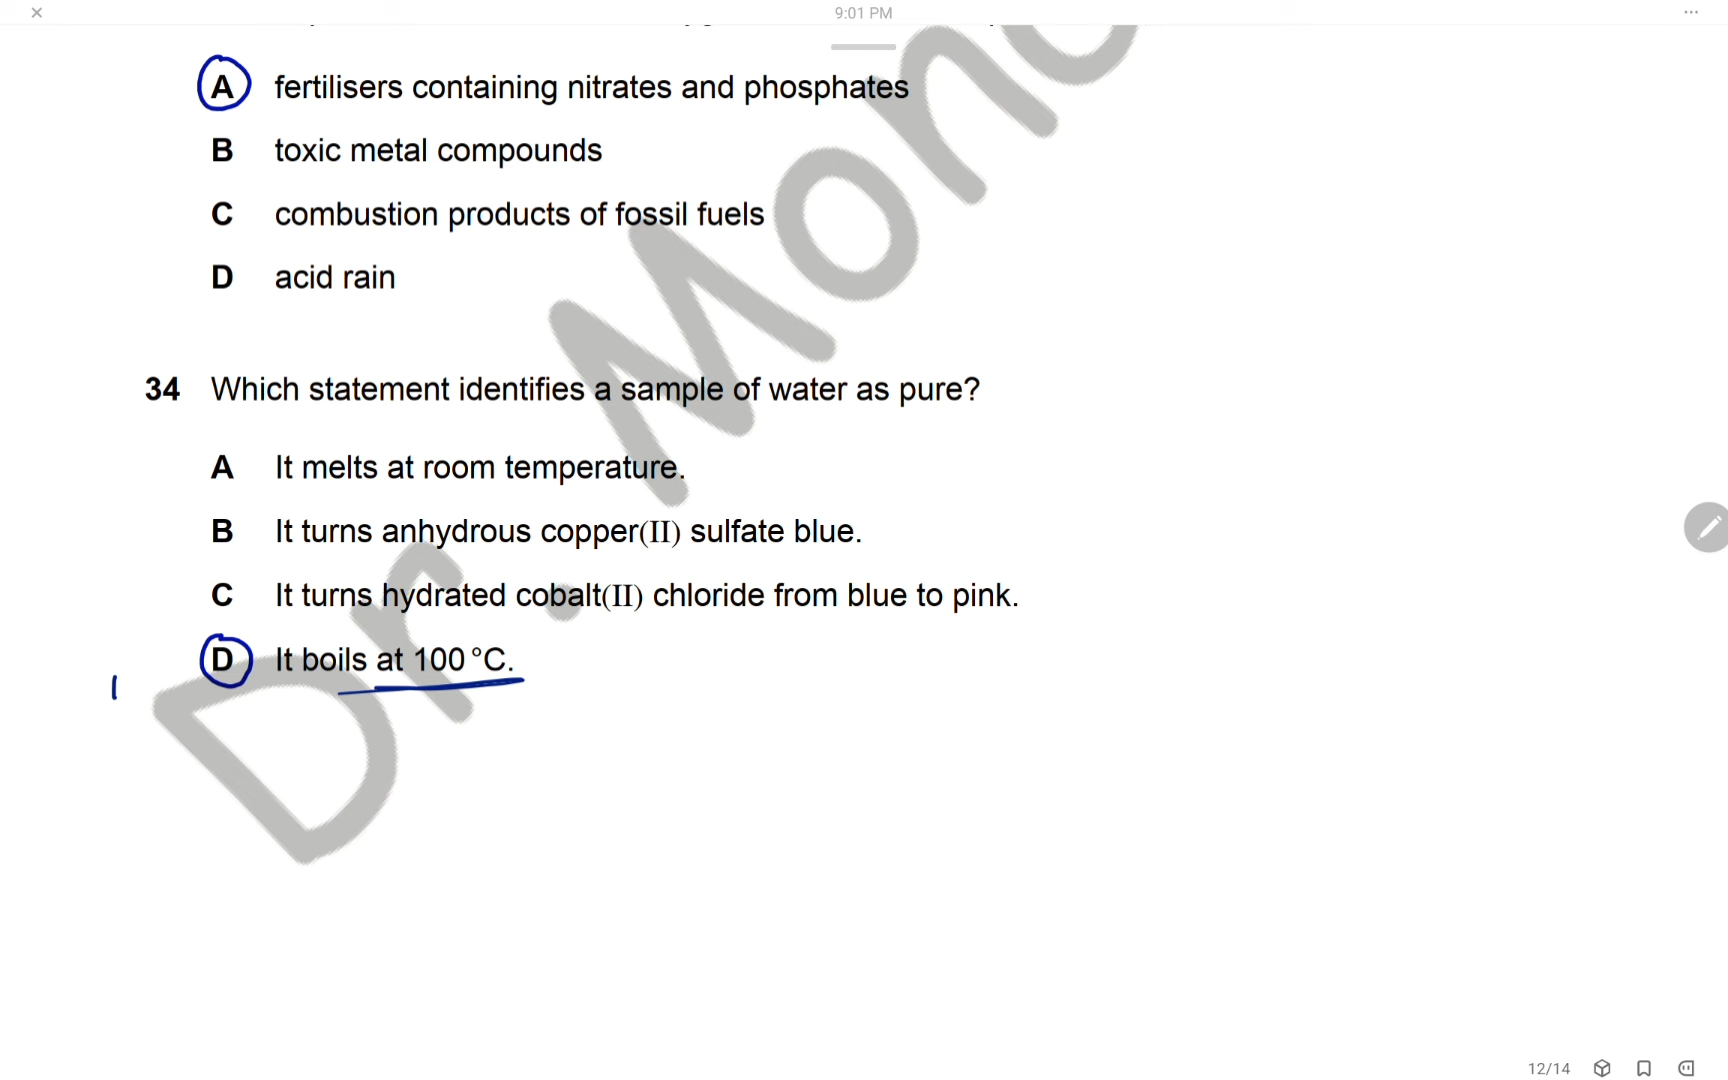 9:01 PM
A fertilisers containing nitrates and phosphates
B toxic metal compounds
C combustion products of fossil fuels
D acid rain
34 Which statement identifies a sample of water as pure?
A It melts at room temperature.
B It turns anhydrous copper(II) sulfate blue.
C It turns hydrated cobalt(II) chloride from blue to pink.
D It boils at 100 °C.
Dr. Mon
12/14